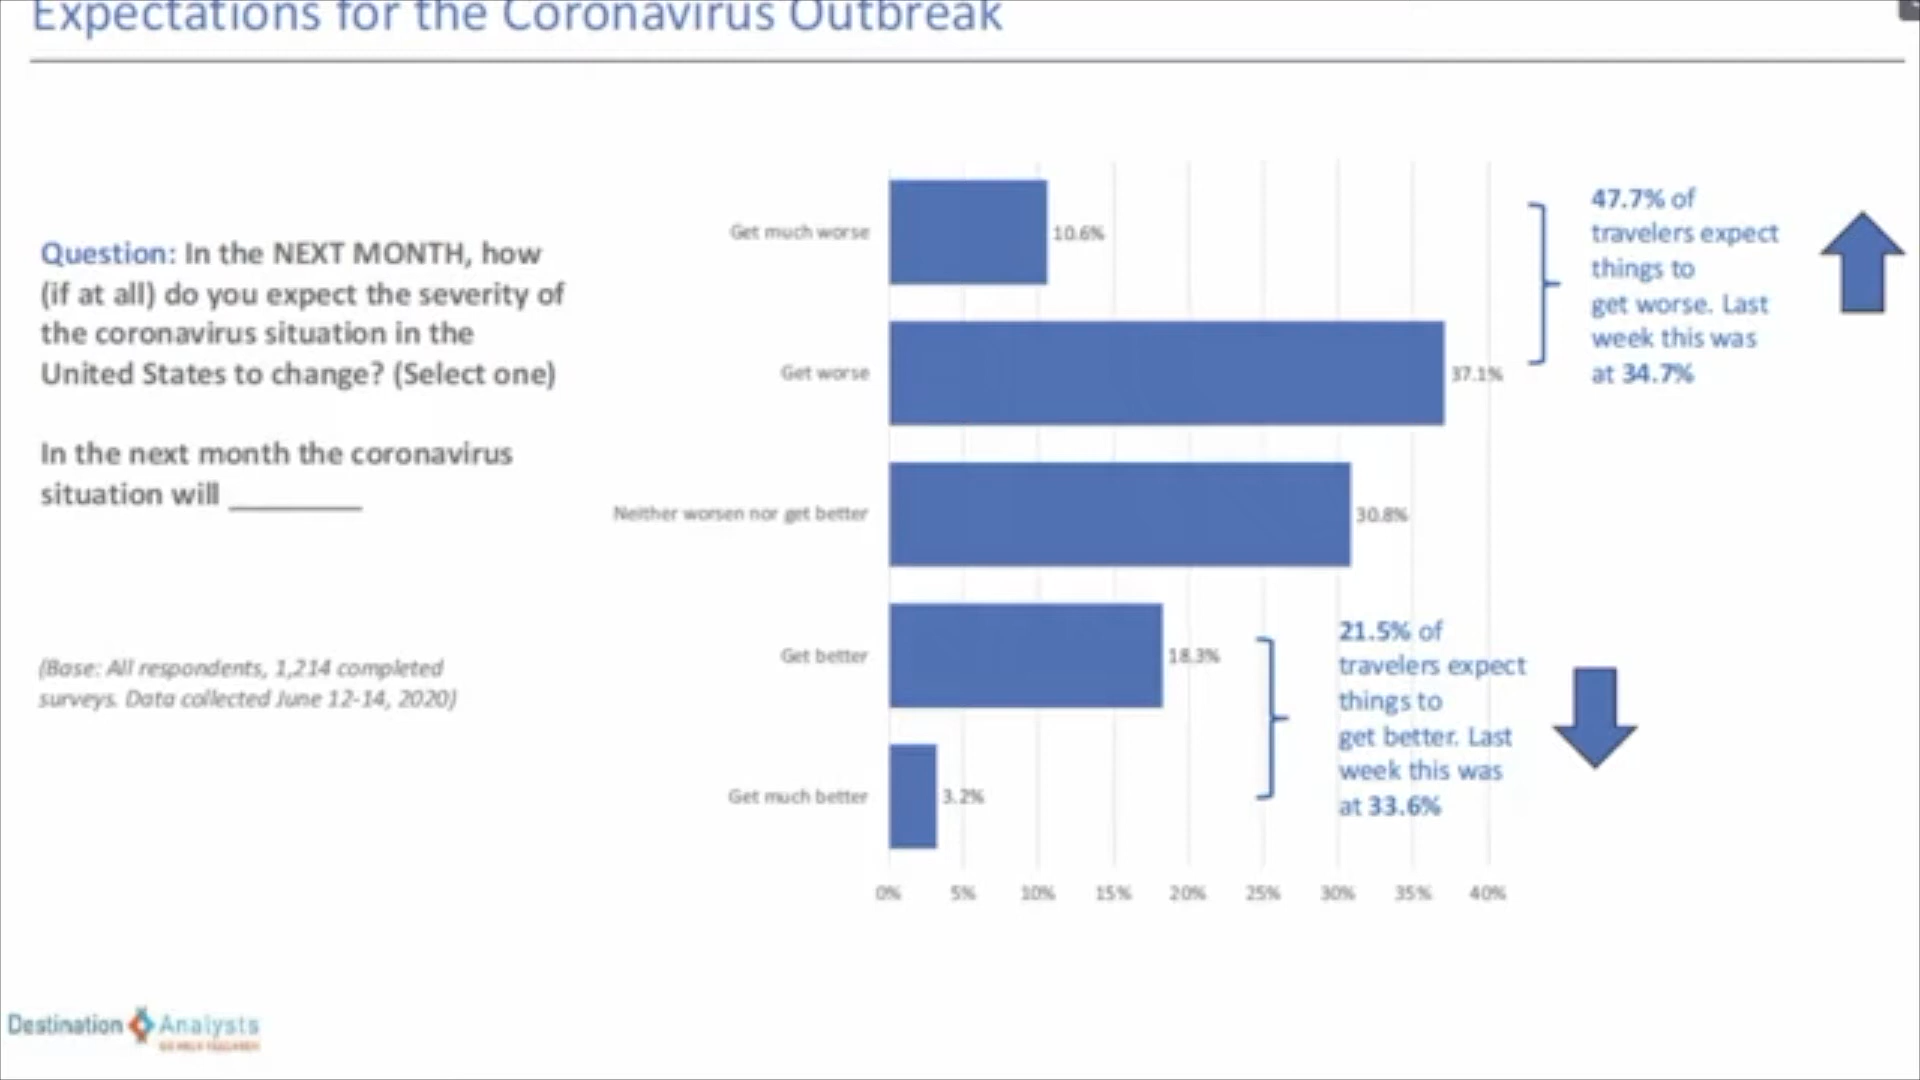 Expectations for the Coronavirus Outbreak
Question: In the NEXT MONTH, how
(if at all) do you expect the severity of
the coronavirus situation in the
United States to change? (Select one)
In the next month the coronavirus
situation will ________
(Base: All respondents, 1,214 completed
surveys. Data collected June 12-14, 2020)
Get much worse
10.6%
Get worse
37.1%
Neither worsen nor get better
30.8%
Get better
18.3%
Get much better
3.2%
0% 5% 10% 15% 20% 25% 30% 35% 40%
47.7% of
travelers expect
things to
get worse. Last
week this was
at 34.7%
21.5% of
travelers expect
things to
get better. Last
week this was
at 33.6%
Destination Analysts